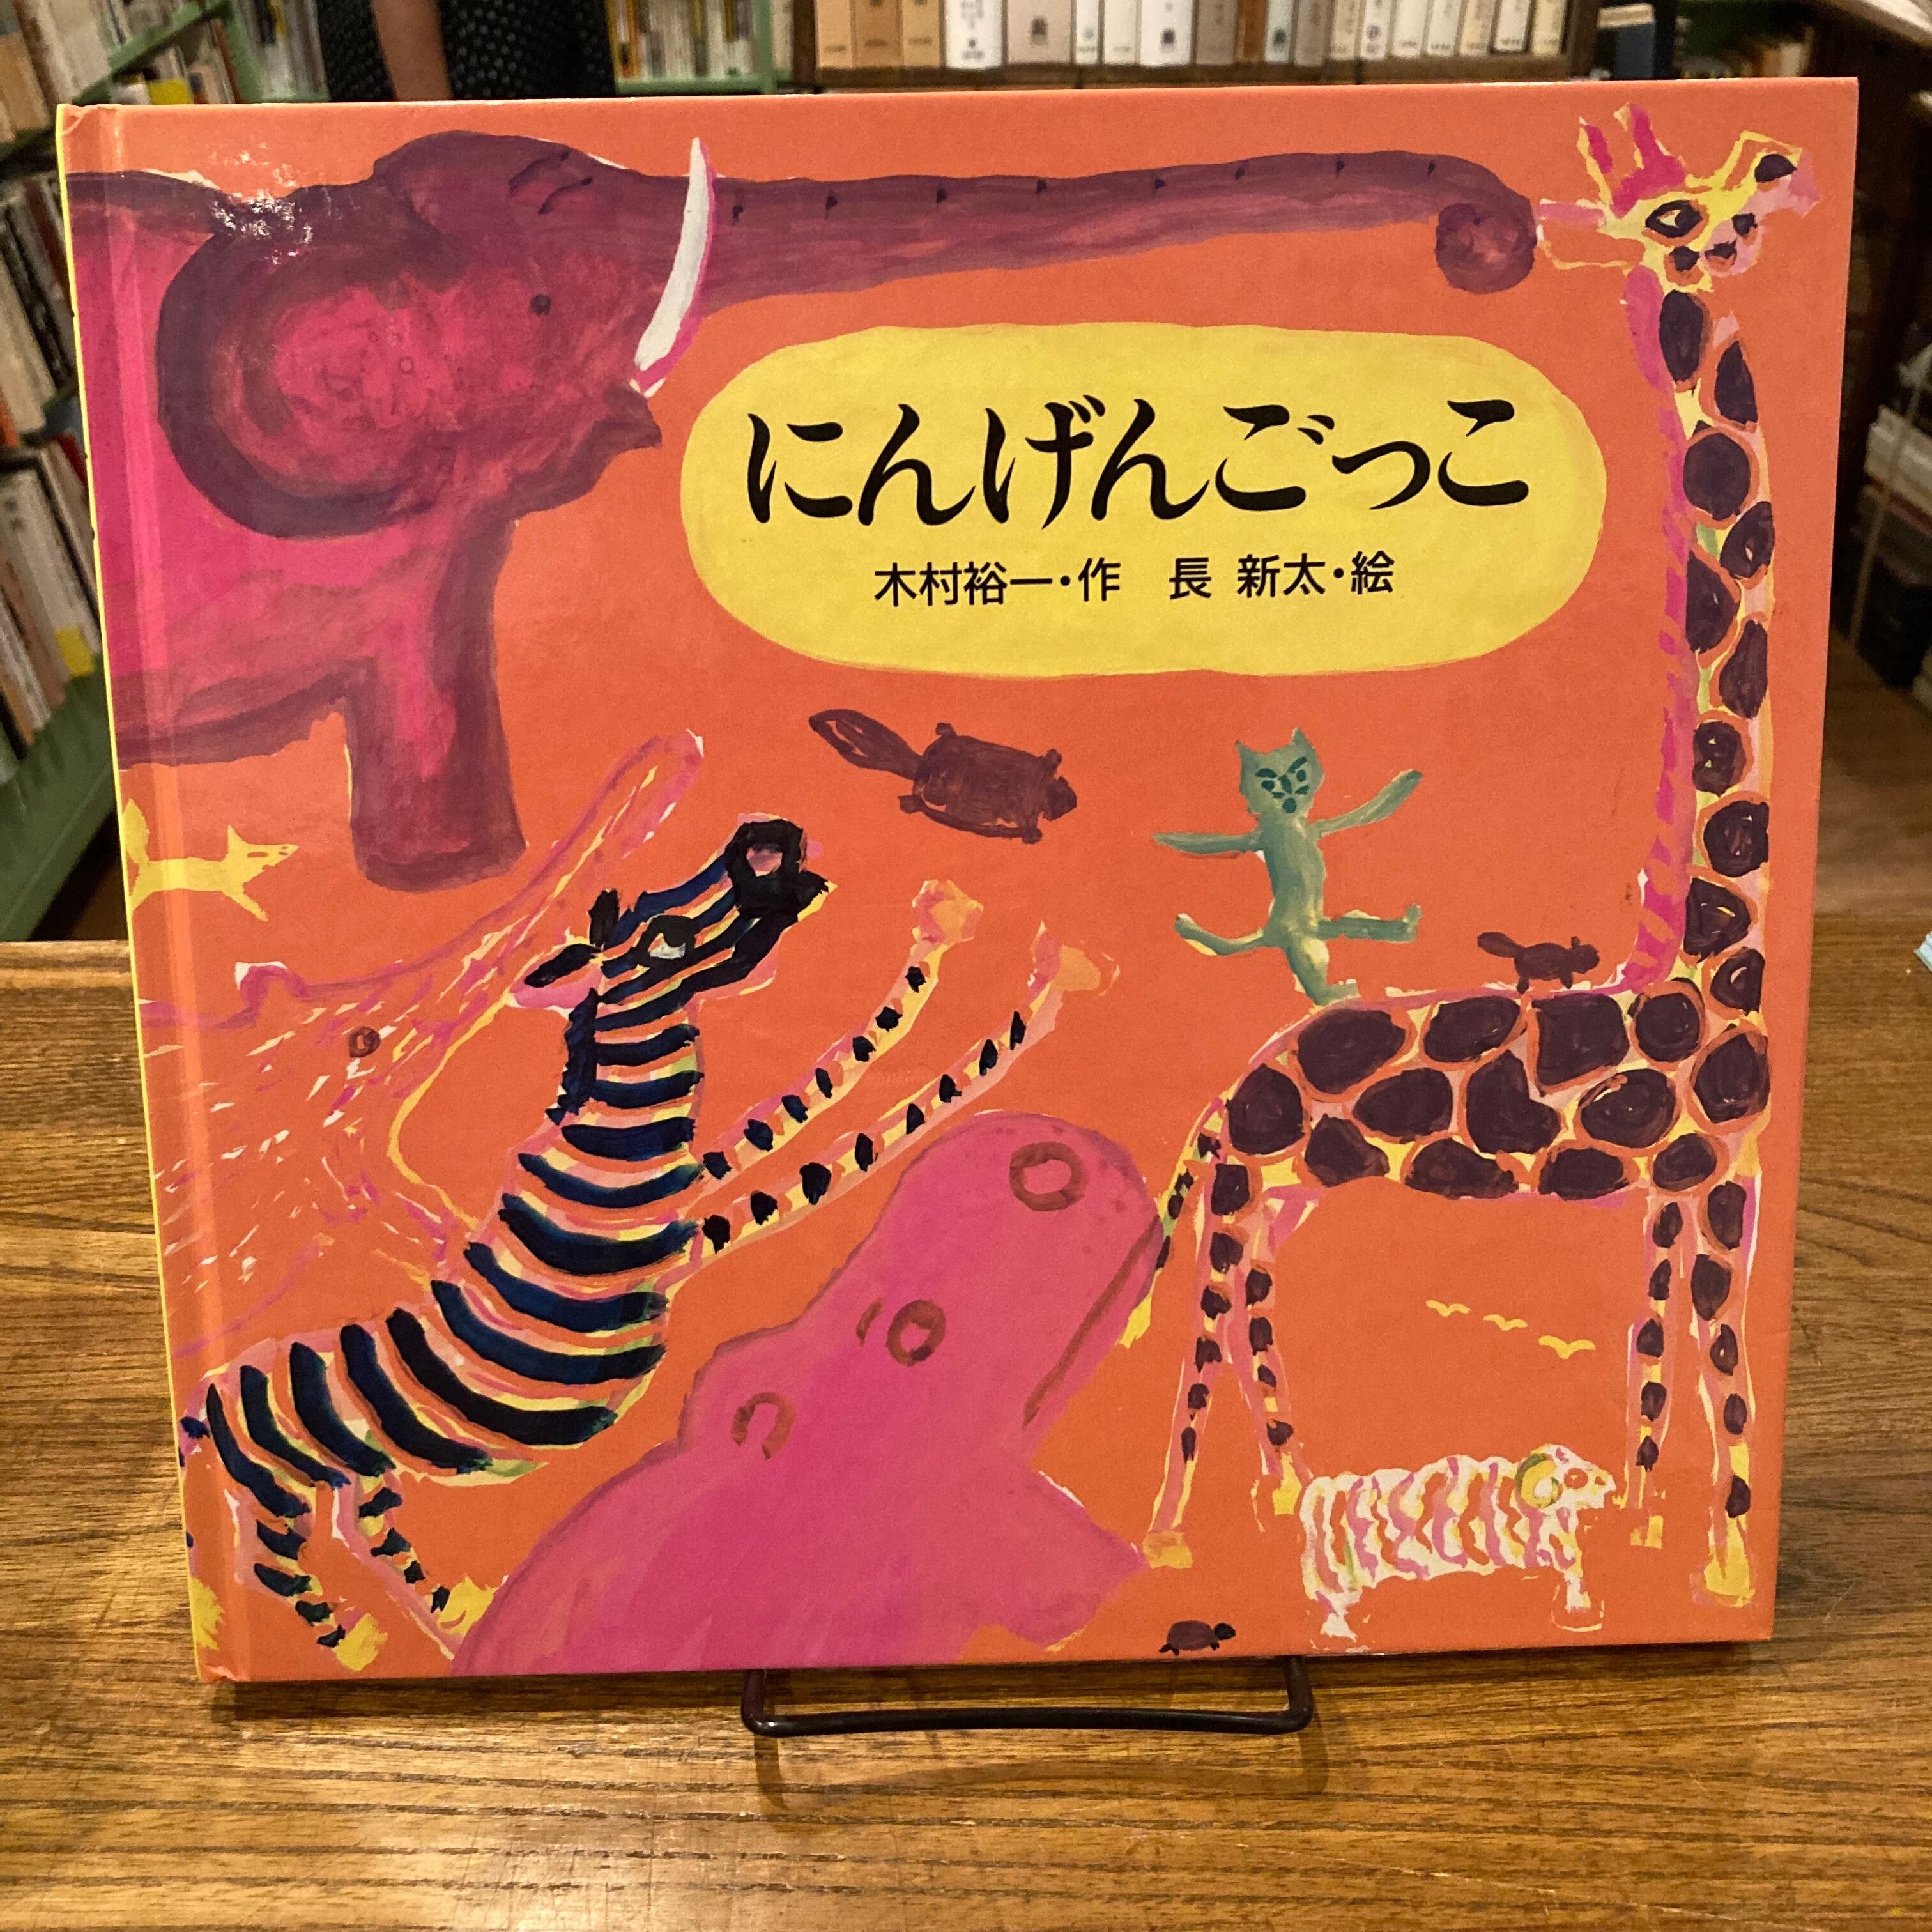 にんげんごっこ
木村裕一・作　長 新太・絵